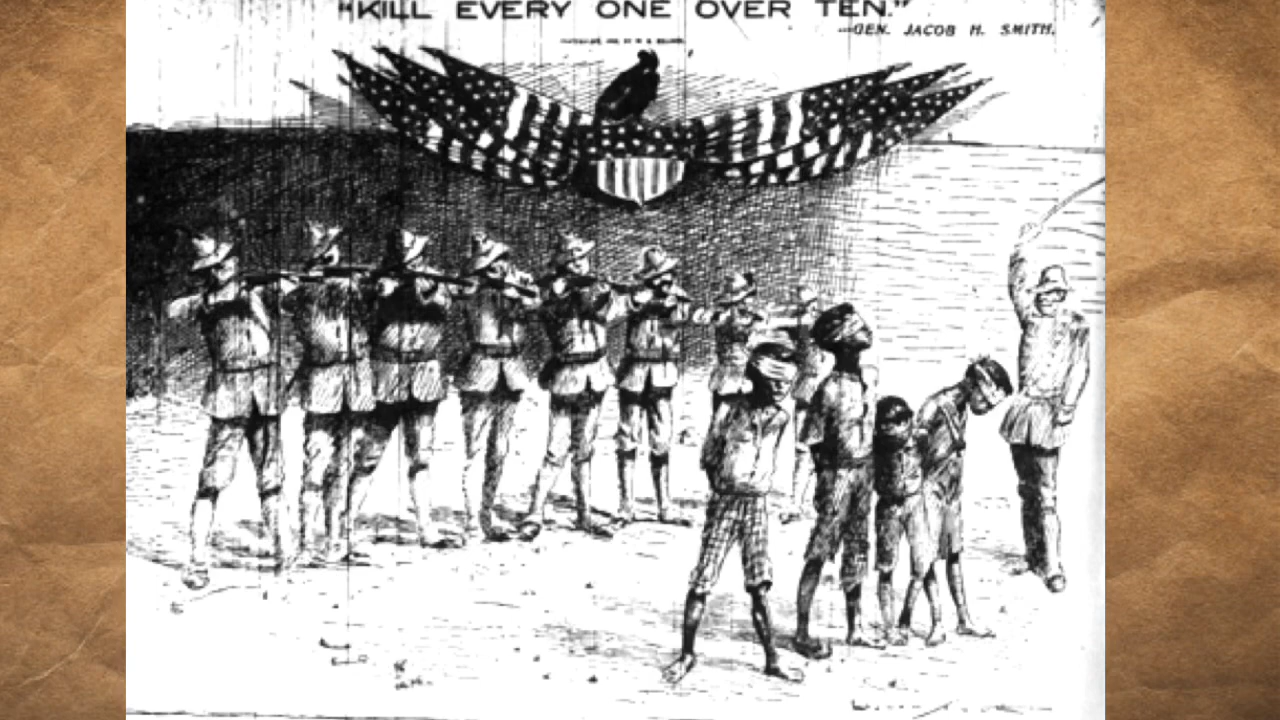 "KILL EVERY ONE OVER TEN."
—GEN. JACOB H. SMITH.